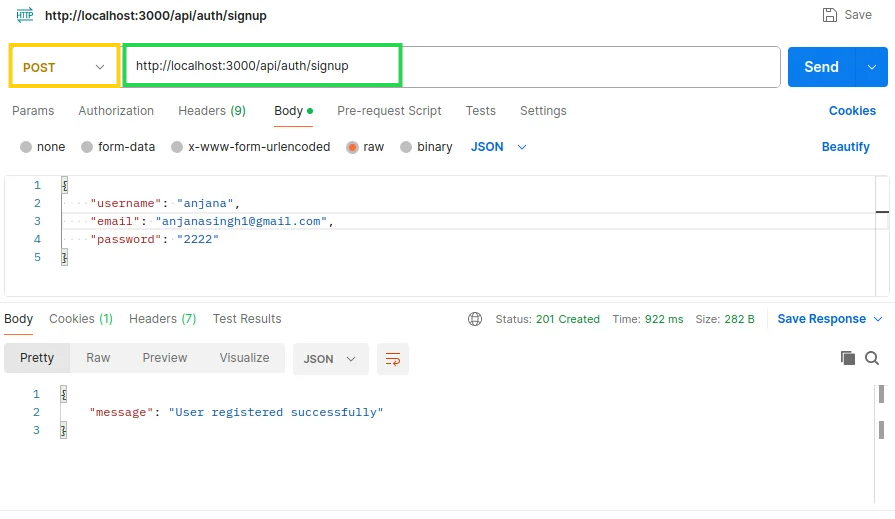 HTTP http://localhost:3000/api/auth/signup Save
POST http://localhost:3000/api/auth/signup Send
Params Authorization Headers (9) Body Pre-request Script Tests Settings Cookies
none form-data x-www-form-urlencoded raw binary JSON Beautify
1 {
2 "username": "anjana",
3 "email": "anjanasingh1@gmail.com",
4 "password": "2222"
5 }
Body Cookies (1) Headers (7) Test Results Status: 201 Created Time: 922 ms Size: 282 B Save Response
Pretty Raw Preview Visualize JSON
1 {
2 "message": "User registered successfully"
3 }